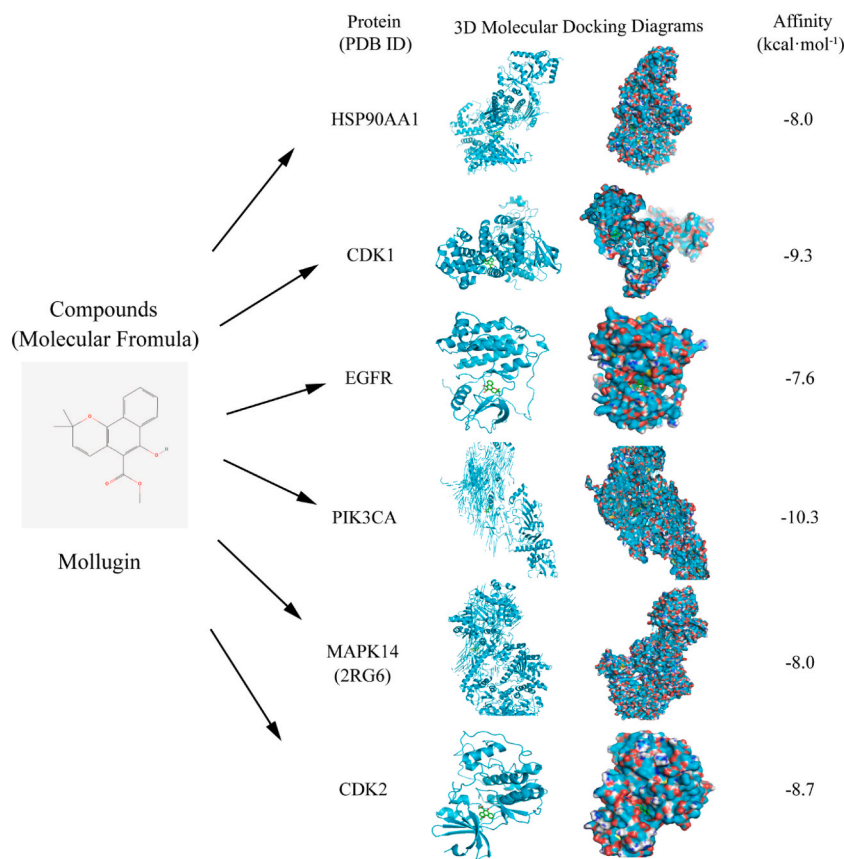 Protein
(PDB ID)
3D Molecular Docking Diagrams
Affinity
(kcal·mol⁻¹)
HSP90AA1
-8.0
CDK1
-9.3
Compounds
(Molecular Fromula)
EGFR
-7.6
O
O
H
O
O
Mollugin
PIK3CA
-10.3
MAPK14
(2RG6)
-8.0
CDK2
-8.7